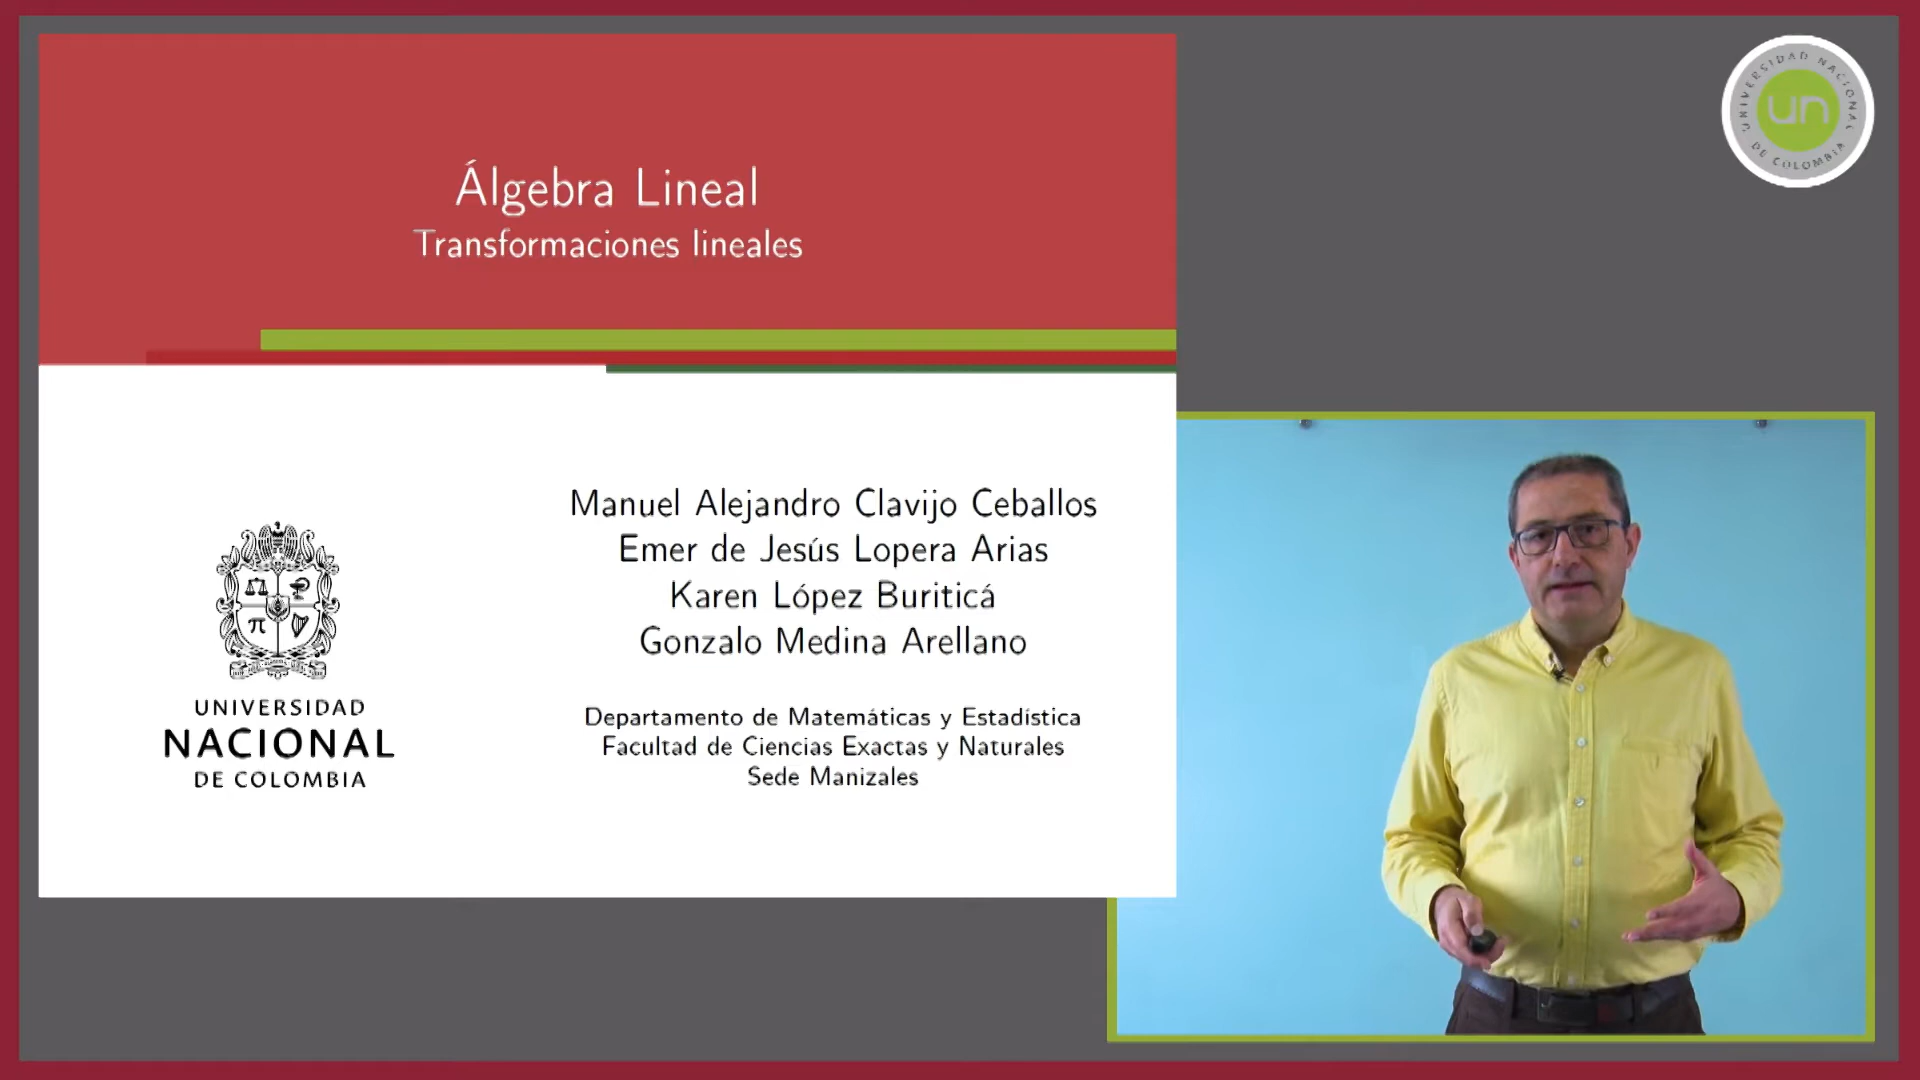 Álgebra Lineal
Transformaciones lineales
Manuel Alejandro Clavijo Ceballos
Emer de Jesús Lopera Arias
Karen López Buriticá
Gonzalo Medina Arellano
Departamento de Matemáticas y Estadística
Facultad de Ciencias Exactas y Naturales
Sede Manizales
π
UNIVERSIDAD
NACIONAL
DE COLOMBIA
UNIVERSIDAD NACIONAL
DE COLOMBIA
un